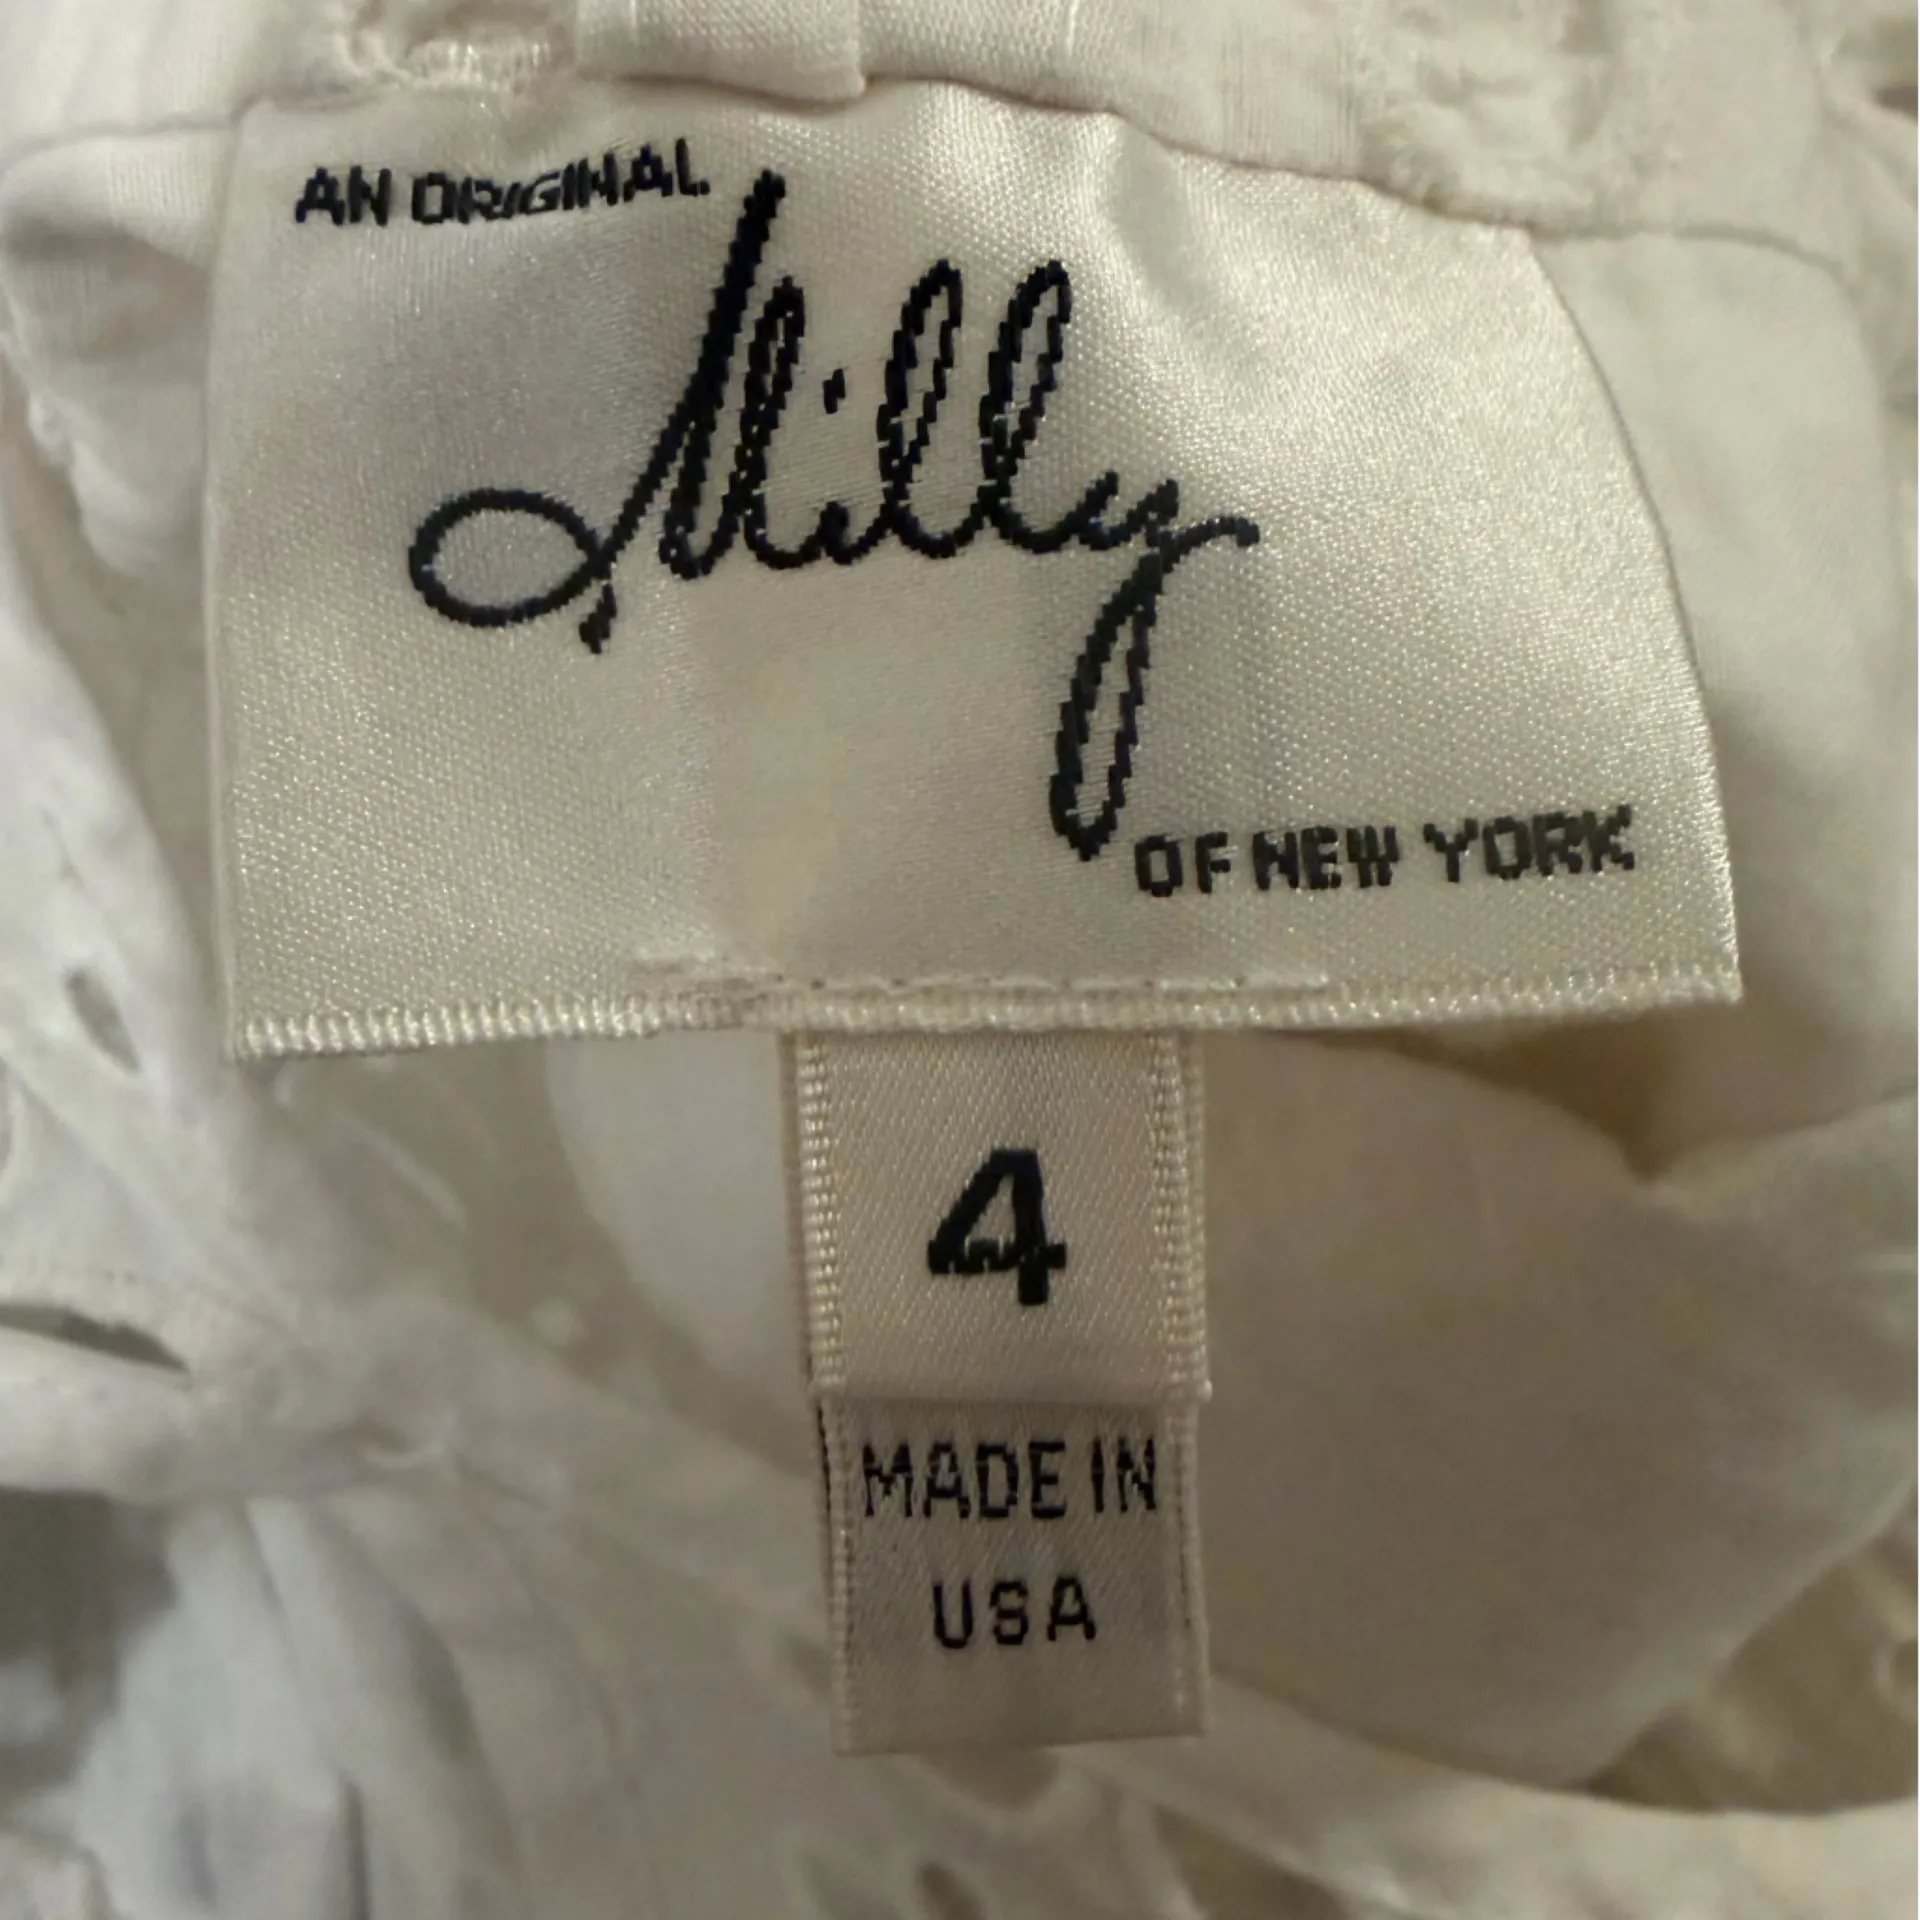 AN ORIGINAL
Milly
OF NEW YORK
4
MADE IN
USA